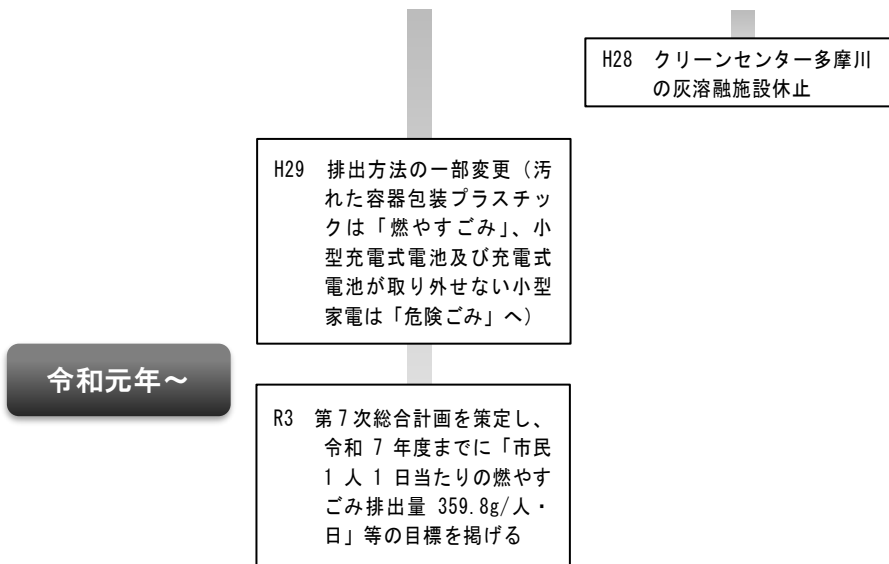 H28 クリーンセンター多摩川
の灰溶融施設休止
H29 排出方法の一部変更（汚
れた容器包装プラスチッ
クは「燃やすごみ」、小
型充電式電池及び充電式
電池が取り外せない小型
家電は「危険ごみ」へ）
令和元年～
R3 第７次総合計画を策定し、
令和 7 年度までに「市民
1 人 1 日当たりの燃やす
ごみ排出量 359.8g/人・
日」等の目標を掲げる